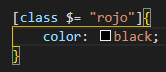 [class $= "rojo"]{
    color: black;
}